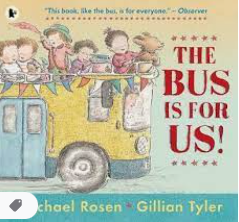 "This book, like the bus, is for everyone." – Observer
THE
BUS
IS FOR
US!
chael Rosen • Gillian Tyler